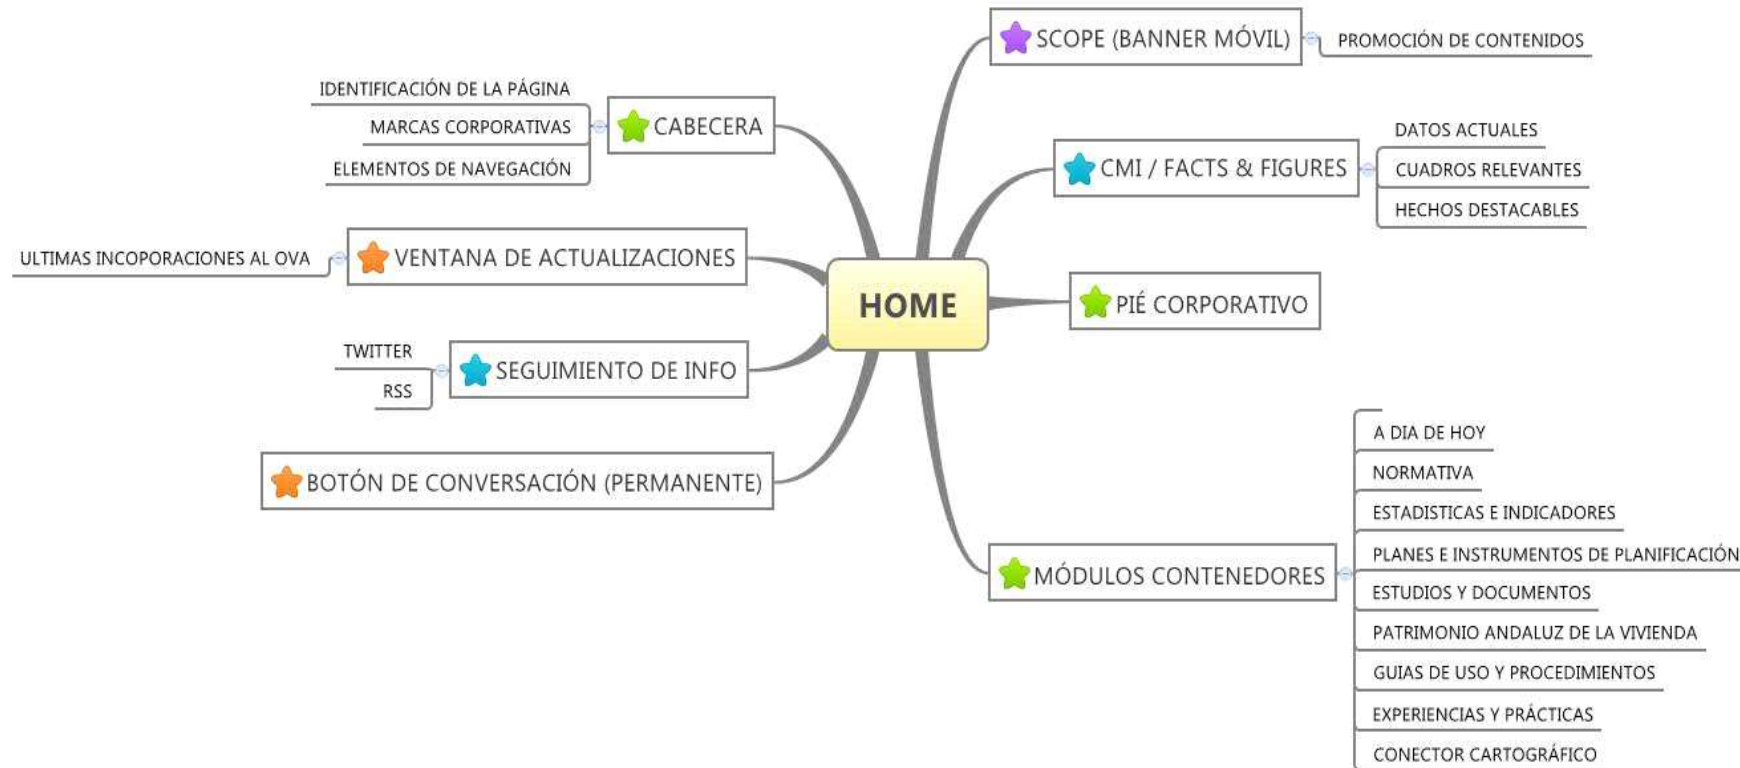 SCOPE (BANNER MÓVIL)
PROMOCIÓN DE CONTENIDOS
IDENTIFICACIÓN DE LA PÁGINA
MARCAS CORPORATIVAS
ELEMENTOS DE NAVEGACIÓN
CABECERA
CMI / FACTS & FIGURES
DATOS ACTUALES
CUADROS RELEVANTES
HECHOS DESTACABLES
ULTIMAS INCOPORACIONES AL OVA
VENTANA DE ACTUALIZACIONES
HOME
PIÉ CORPORATIVO
TWITTER
RSS
SEGUIMIENTO DE INFO
BOTÓN DE CONVERSACIÓN (PERMANENTE)
MÓDULOS CONTENEDORES
A DIA DE HOY
NORMATIVA
ESTADISTICAS E INDICADORES
PLANES E INSTRUMENTOS DE PLANIFICACIÓN
ESTUDIOS Y DOCUMENTOS
PATRIMONIO ANDALUZ DE LA VIVIENDA
GUIAS DE USO Y PROCEDIMIENTOS
EXPERIENCIAS Y PRÁCTICAS
CONECTOR CARTOGRÁFICO